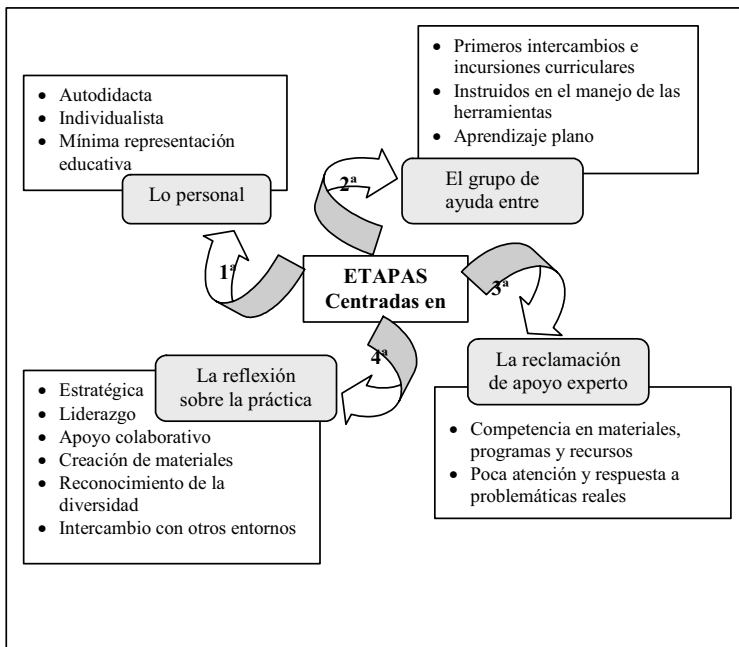 • Autodidacta
• Individualista
• Mínima representación
educativa
Lo personal
1ª
• Primeros intercambios e
incursiones curriculares
• Instruidos en el manejo de las
herramientas
• Aprendizaje plano
El grupo de
ayuda entre
2ª
ETAPAS
Centradas en
3ª
La reclamación
de apoyo experto
• Competencia en materiales,
programas y recursos
• Poca atención y respuesta a
problemáticas reales
4ª
La reflexión
sobre la práctica
• Estratégica
• Liderazgo
• Apoyo colaborativo
• Creación de materiales
• Reconocimiento de la
diversidad
• Intercambio con otros entornos